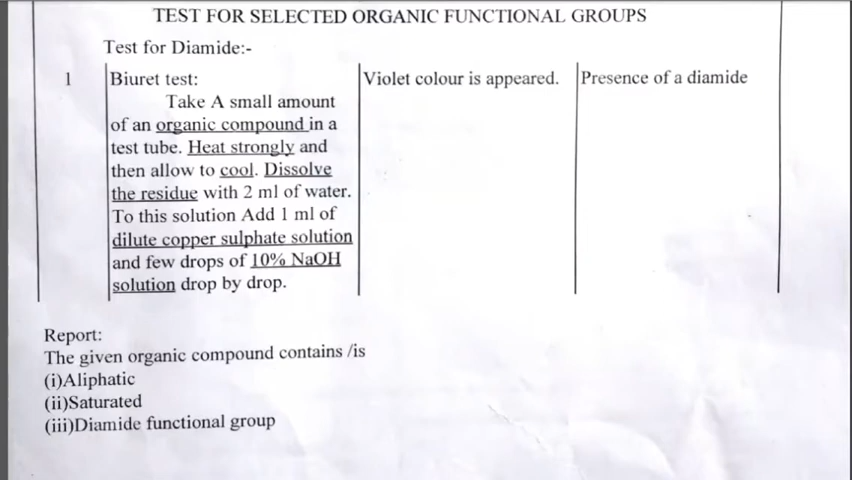 TEST FOR SELECTED ORGANIC FUNCTIONAL GROUPS
Test for Diamide:-
1
Biuret test:
Take A small amount
of an organic compound in a
test tube. Heat strongly and
then allow to cool. Dissolve
the residue with 2 ml of water.
To this solution Add 1 ml of
dilute copper sulphate solution
and few drops of 10% NaOH
solution drop by drop.
Violet colour is appeared.
Presence of a diamide
Report:
The given organic compound contains /is
(i)Aliphatic
(ii)Saturated
(iii)Diamide functional group